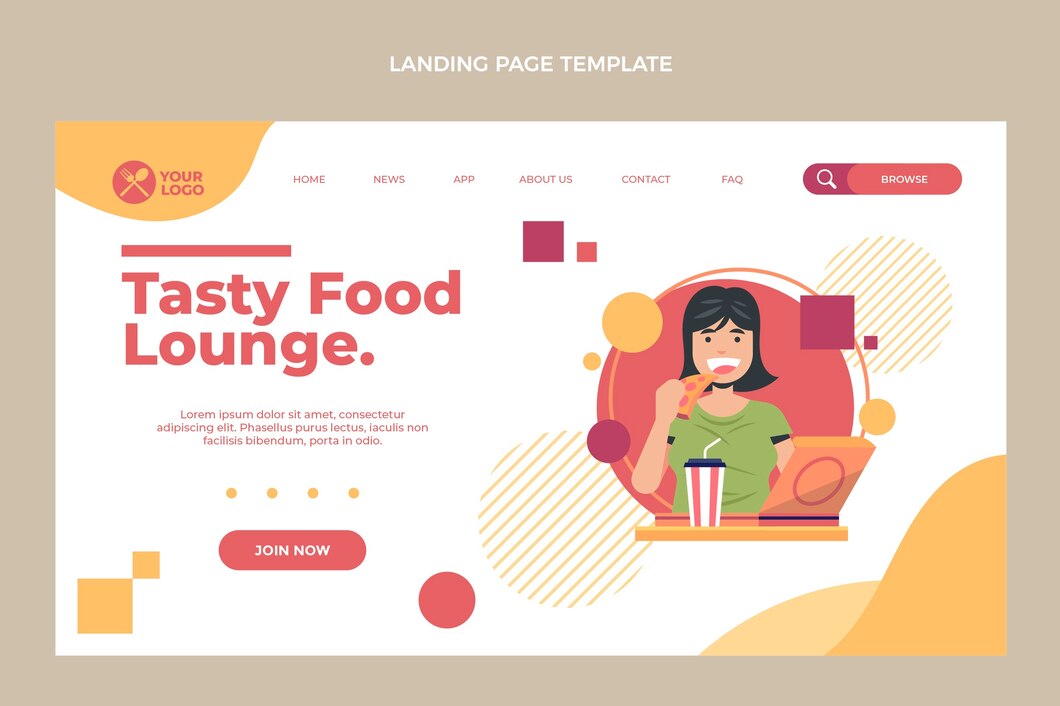 LANDING PAGE TEMPLATE
YOUR
LOGO
HOME NEWS APP ABOUT US CONTACT FAQ BROWSE
Tasty Food
Lounge.
Lorem ipsum dolor sit amet, consectetur
adipiscing elit. Phasellus purus lectus, iaculis non
facilisis bibendum, porta in odio.
JOIN NOW